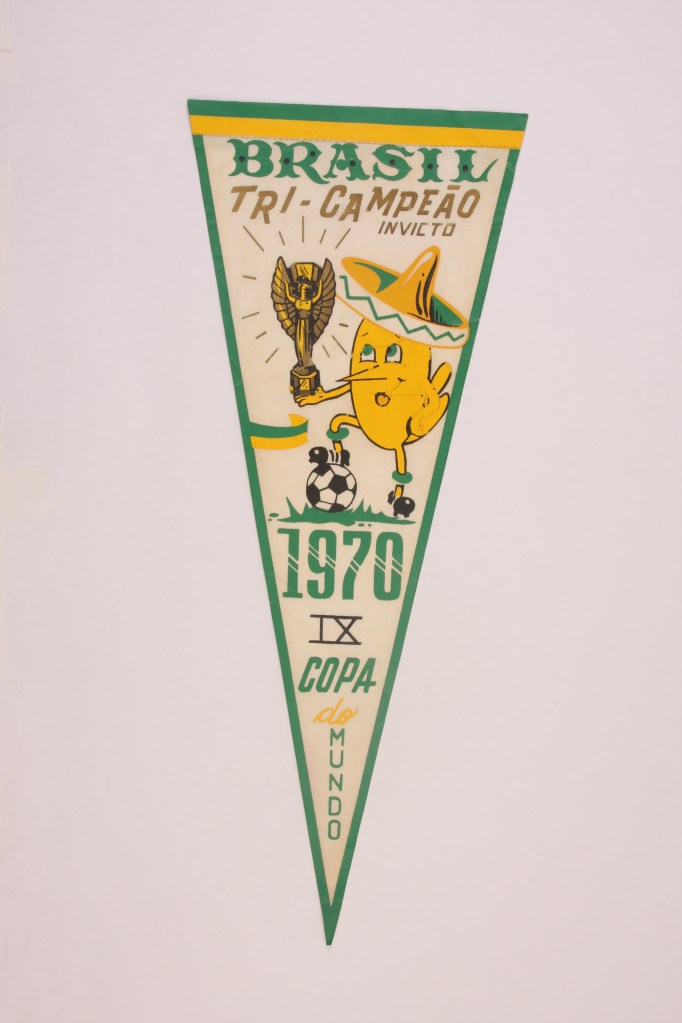 BRASIL
TRI-CAMPEÃO
INVICTO
1970
IX
COPA
do
MUNDO